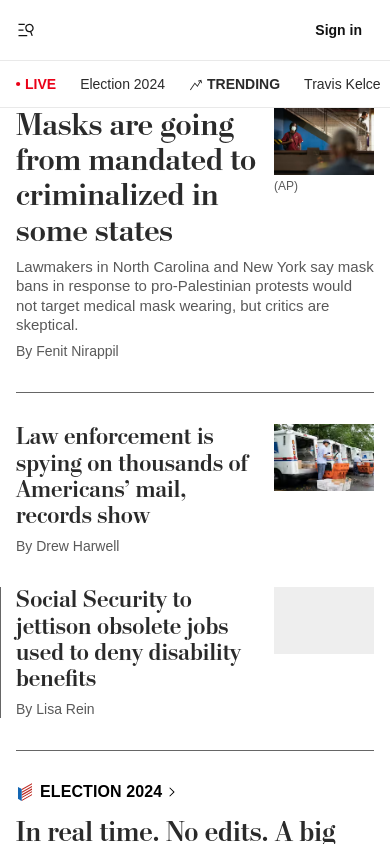 Sign in
LIVE
Election 2024
TRENDING
Travis Kelce
Masks are going
from mandated to
criminalized in
some states
(AP)
Lawmakers in North Carolina and New York say mask
bans in response to pro-Palestinian protests would
not target medical mask wearing, but critics are
skeptical.
By Fenit Nirappil
Law enforcement is
spying on thousands of
Americans’ mail,
records show
By Drew Harwell
Social Security to
jettison obsolete jobs
used to deny disability
benefits
By Lisa Rein
ELECTION 2024
In real time. No edits. A big